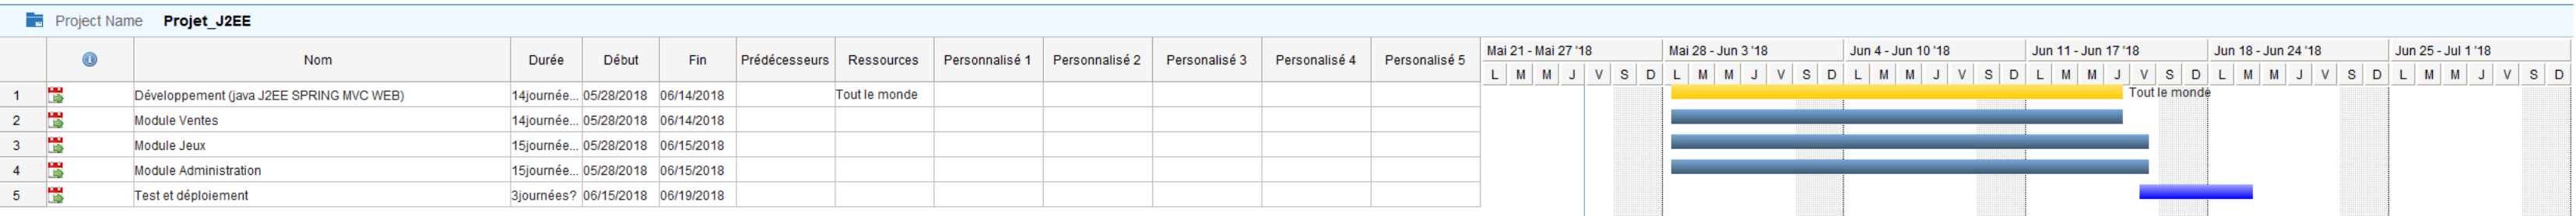 Project Name Projet_J2EE
Nom Durée Début Fin Prédécesseurs Ressources Personnalisé 1 Personnalisé 2 Personalisé 3 Personalisé 4 Personalisé 5 Mai 21 - Mai 27 '18 Mai 28 - Jun 3 '18 Jun 4 - Jun 10 '18 Jun 11 - Jun 17 '18 Jun 18 - Jun 24 '18 Jun 25 - Jul 1 '18
L M M J V S D L M M J V S D L M M J V S D L M M J V S D L M M J V S D L M M J V S D
1 Développement (java J2EE SPRING MVC WEB) 14journée... 05/28/2018 06/14/2018 Tout le monde Tout le monde
2 Module Ventes 14journée... 05/28/2018 06/14/2018
3 Module Jeux 15journée... 05/28/2018 06/15/2018
4 Module Administration 15journée... 05/28/2018 06/15/2018
5 Test et déploiement 3journées? 06/15/2018 06/19/2018